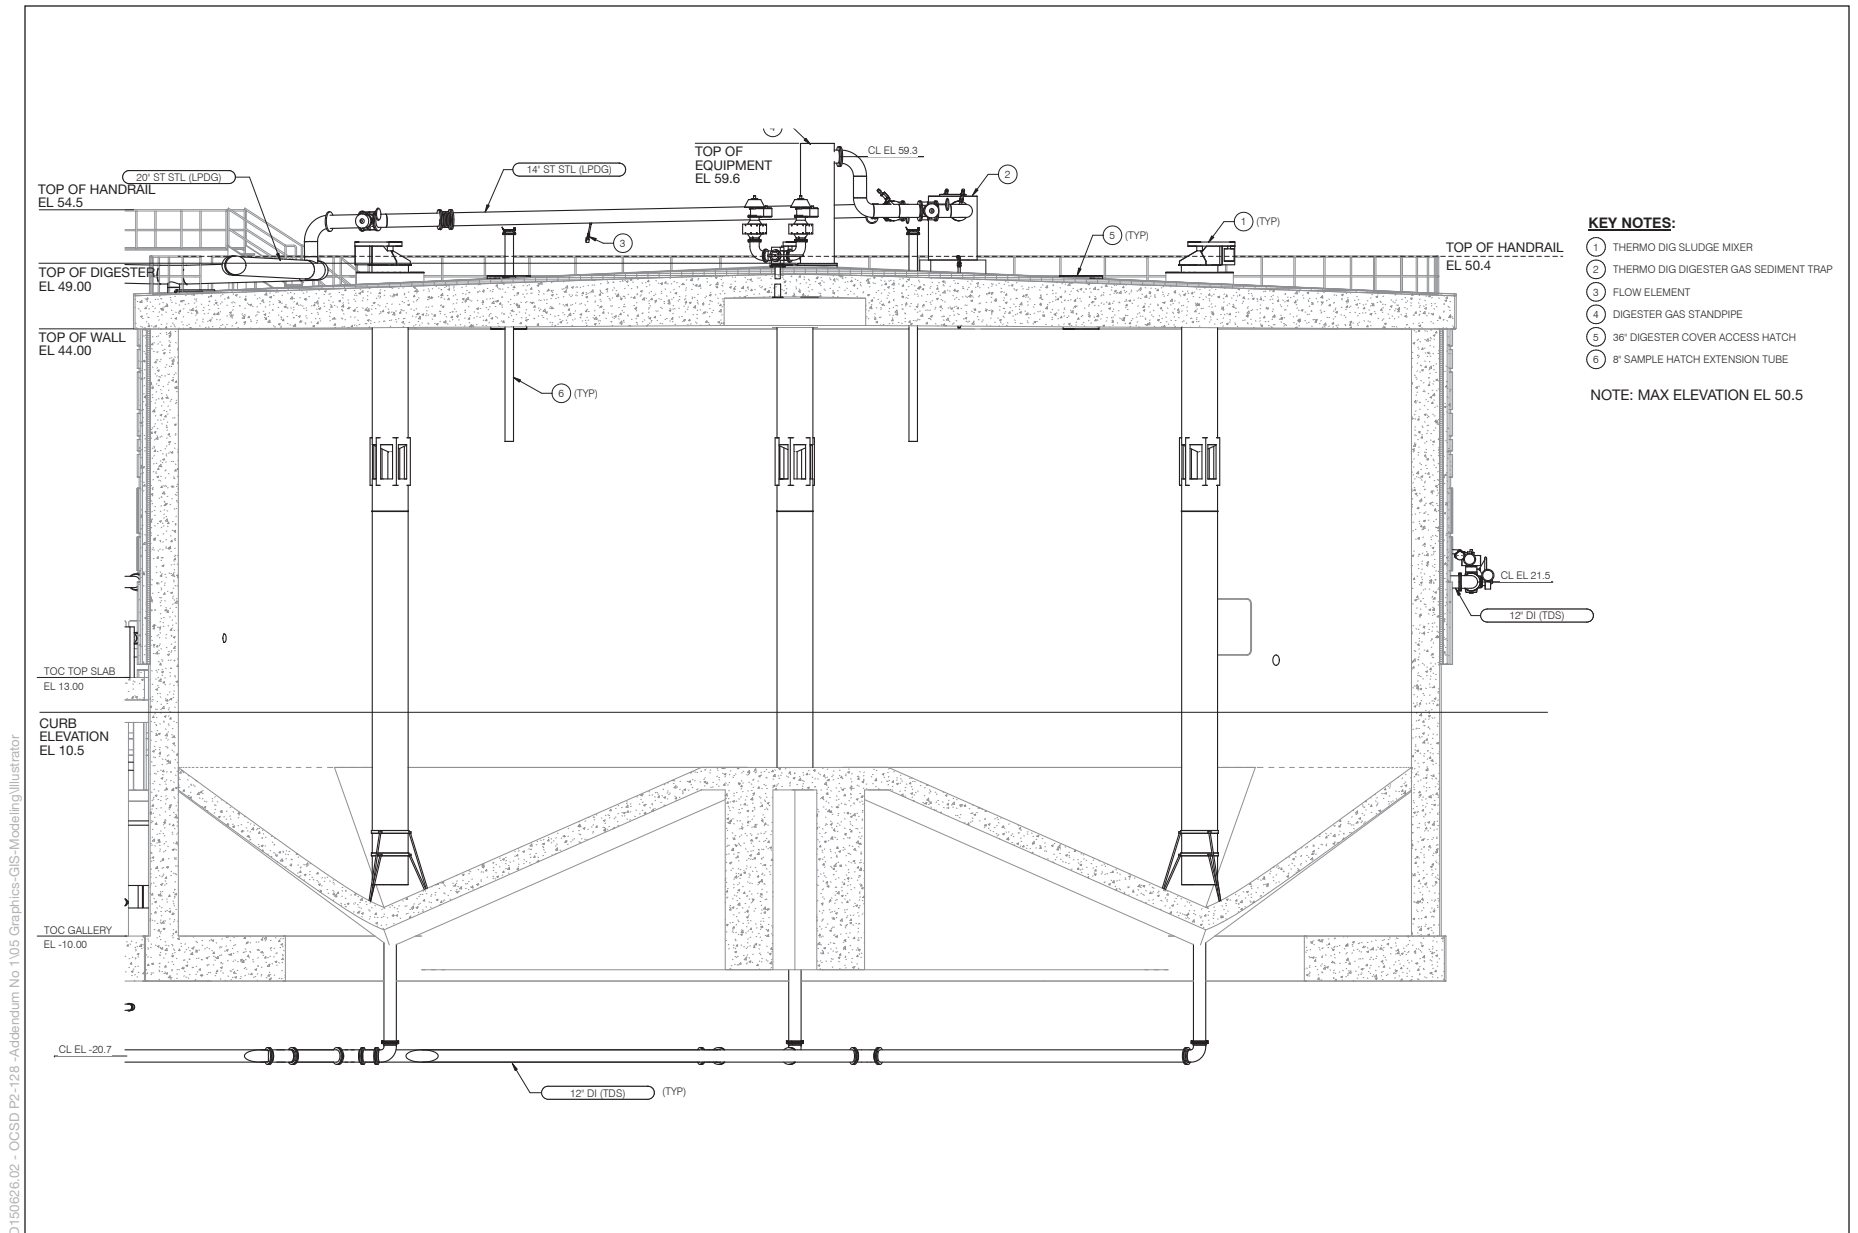 4
TOP OF
EQUIPMENT
EL 59.6
CL EL 59.3
14" ST STL (LPDG)
20" ST STL (LPDG)
2
TOP OF HANDRAIL
EL 54.5
1 (TYP)
5 (TYP)
3
TOP OF HANDRAIL
EL 50.4
TOP OF DIGESTER
EL 49.00
TOP OF WALL
EL 44.00
6 (TYP)
KEY NOTES:
1 THERMO DIG SLUDGE MIXER
2 THERMO DIG DIGESTER GAS SEDIMENT TRAP
3 FLOW ELEMENT
4 DIGESTER GAS STANDPIPE
5 36" DIGESTER COVER ACCESS HATCH
6 8" SAMPLE HATCH EXTENSION TUBE
NOTE: MAX ELEVATION EL 50.5
CL EL 21.5
12" DI (TDS)
TOC TOP SLAB
EL 13.00
CURB
ELEVATION
EL 10.5
TOC GALLERY
EL -10.00
CL EL -20.7
12" DI (TDS) (TYP)
D150626.02 - OCSD P2-128 -Addendum No 1\05 Graphics-GIS-Modeling\Illustrator